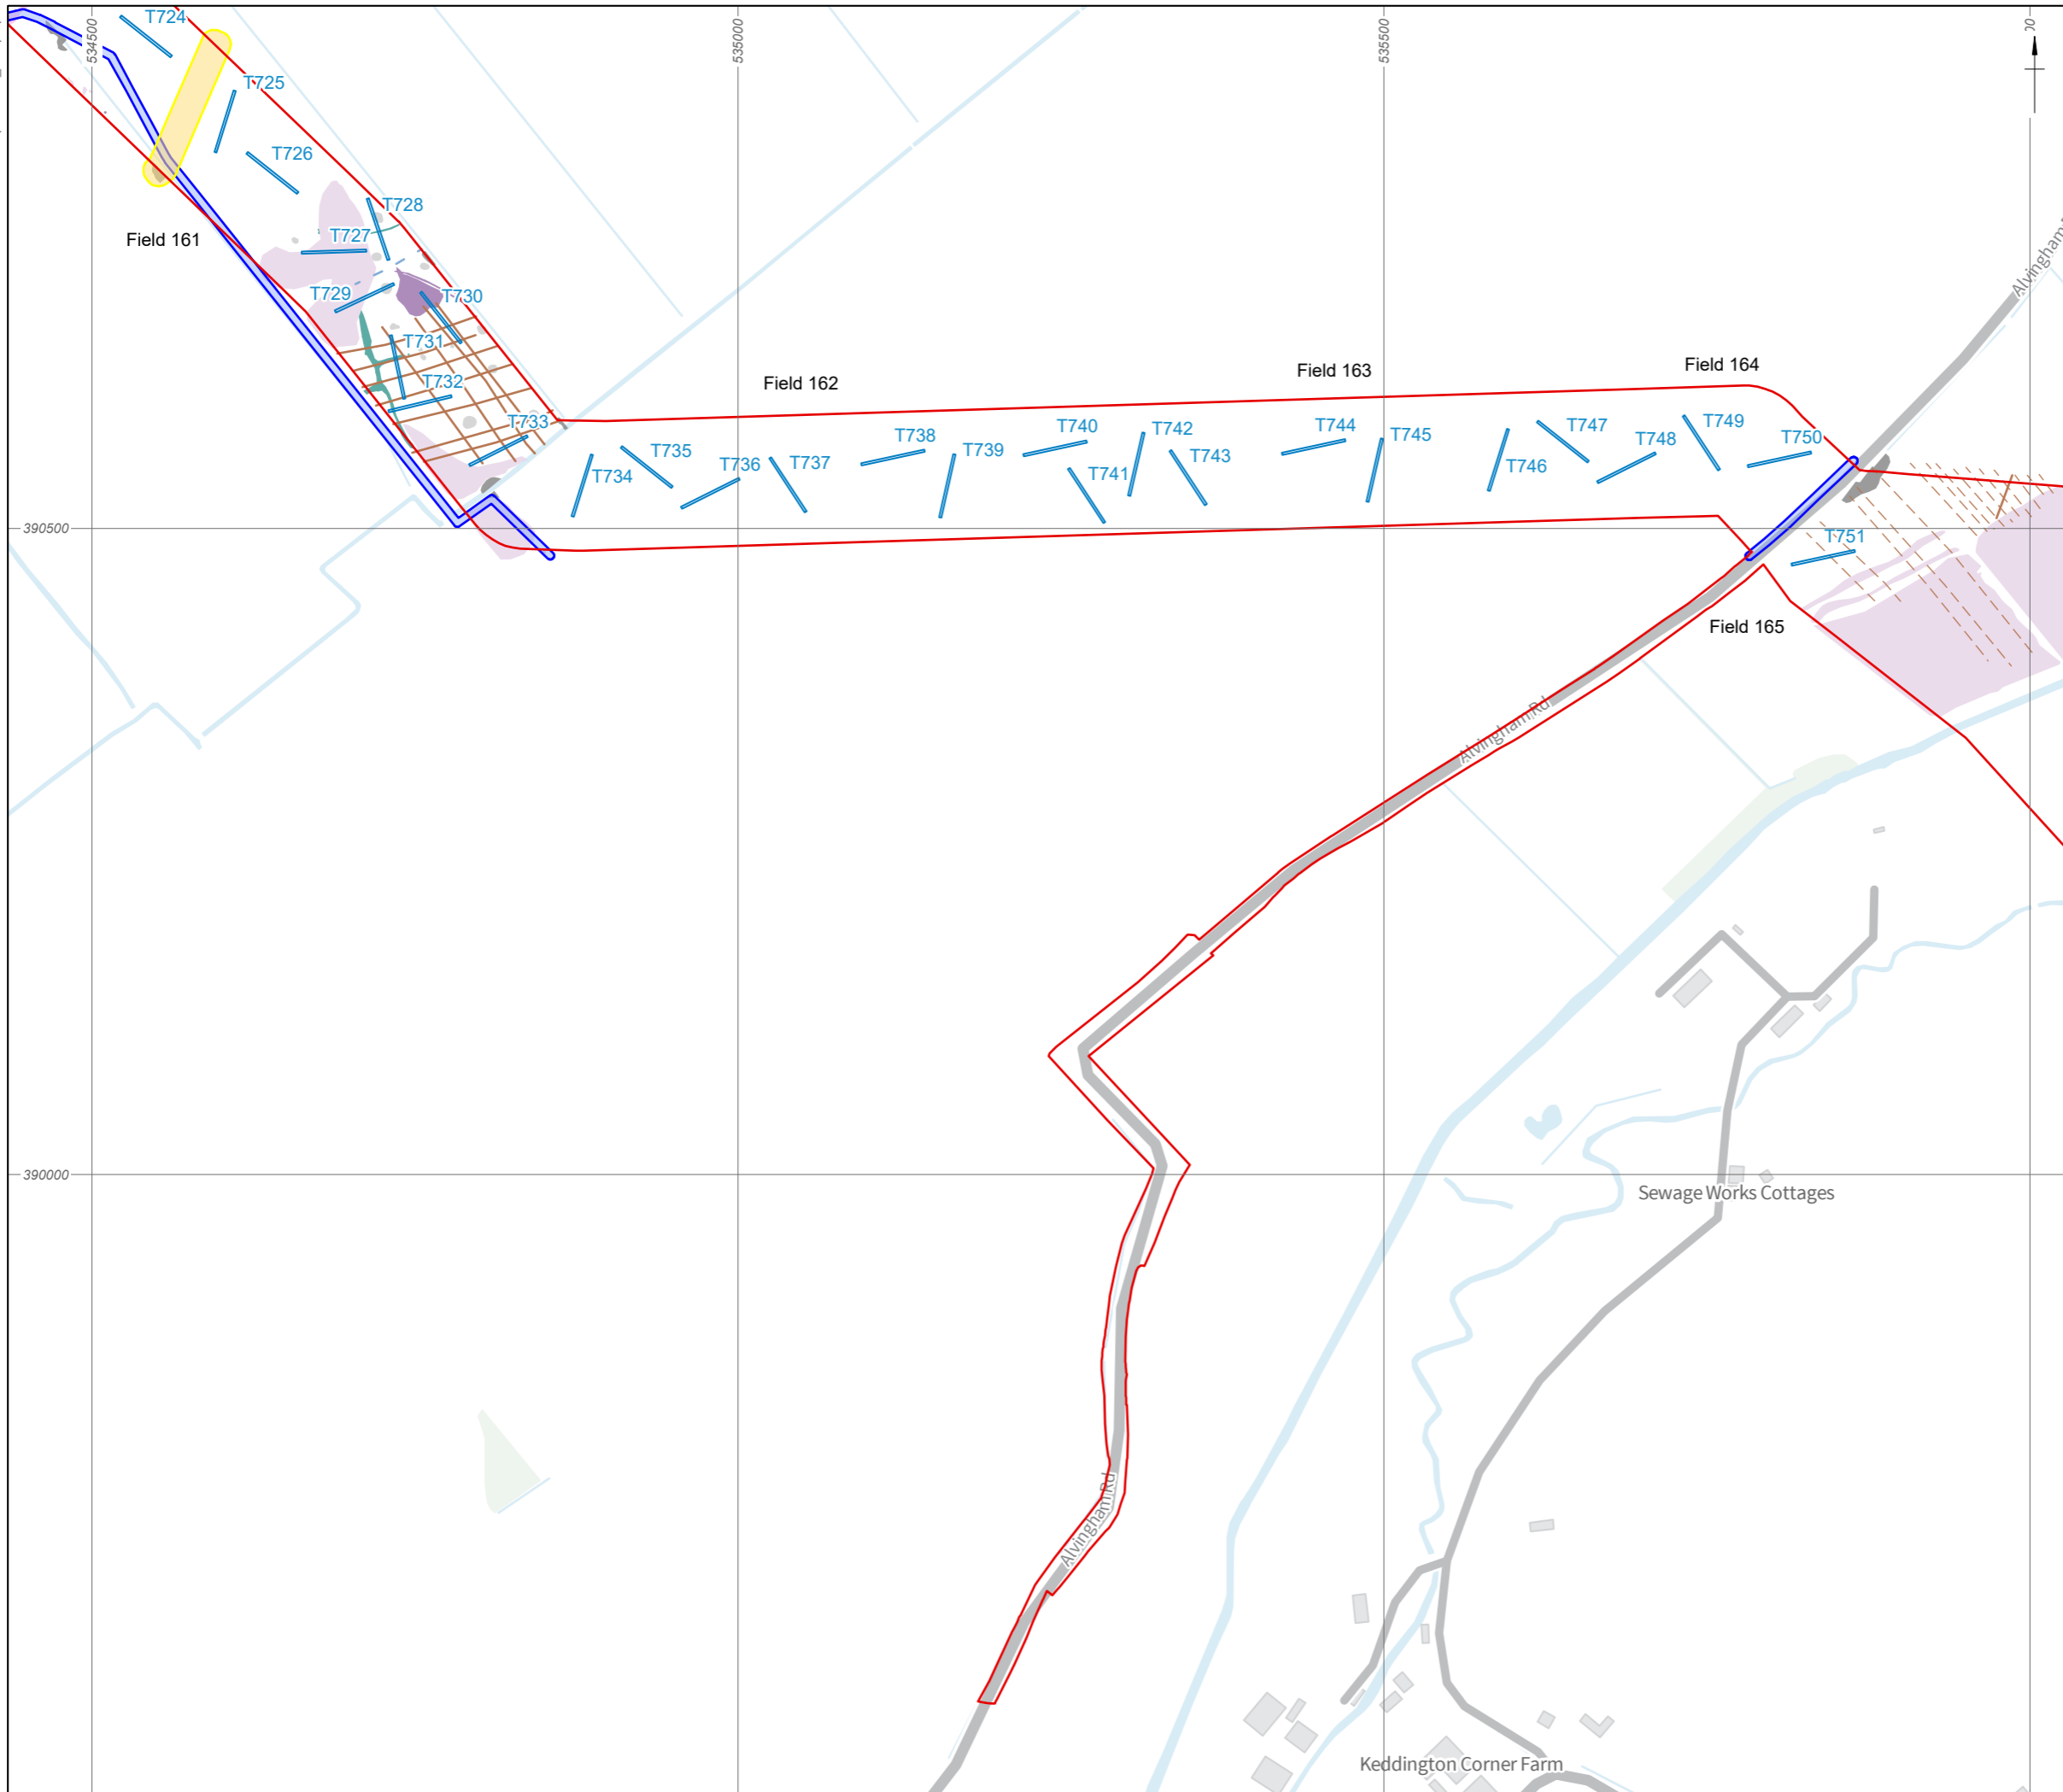 T724
534500
535000
535500
00
T725
T726
T728
Field 161
T727
T729
T730
Alvingham
T731
Field 162
Field 163
Field 164
T732
T733
T734
T735
T736
T737
T738
T739
T740
T741
T742
T743
T744
T745
T746
T747
T748
T749
T750
390500
T751
Field 165
Alvingham Rd
390000
Sewage Works Cottages
Alvingham Rd
Keddington Corner Farm